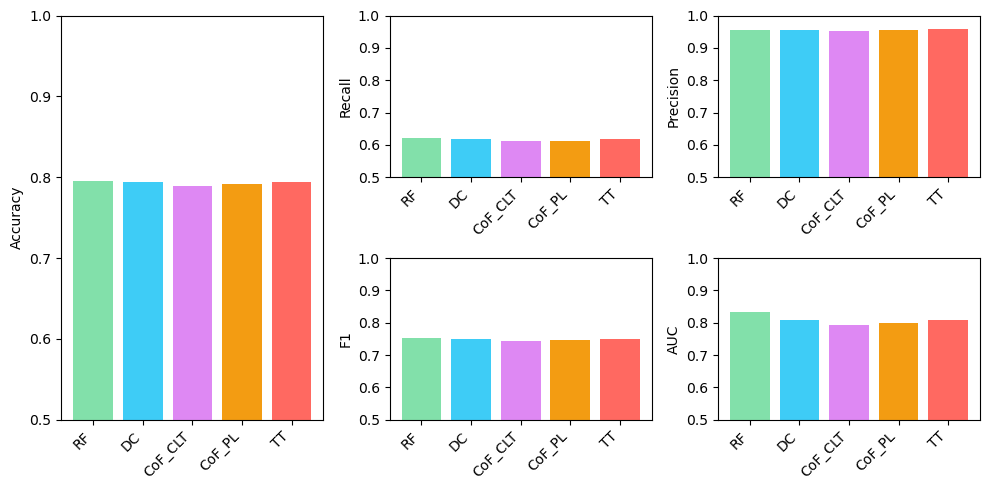 Accuracy
1.0
0.9
0.8
0.7
0.6
0.5
RF
DC
CoF_CLT
CoF_PL
TT
Recall
1.0
0.9
0.8
0.7
0.6
0.5
RF
DC
CoF_CLT
CoF_PL
TT
Precision
1.0
0.9
0.8
0.7
0.6
0.5
RF
DC
CoF_CLT
CoF_PL
TT
F1
1.0
0.9
0.8
0.7
0.6
0.5
RF
DC
CoF_CLT
CoF_PL
TT
AUC
1.0
0.9
0.8
0.7
0.6
0.5
RF
DC
CoF_CLT
CoF_PL
TT